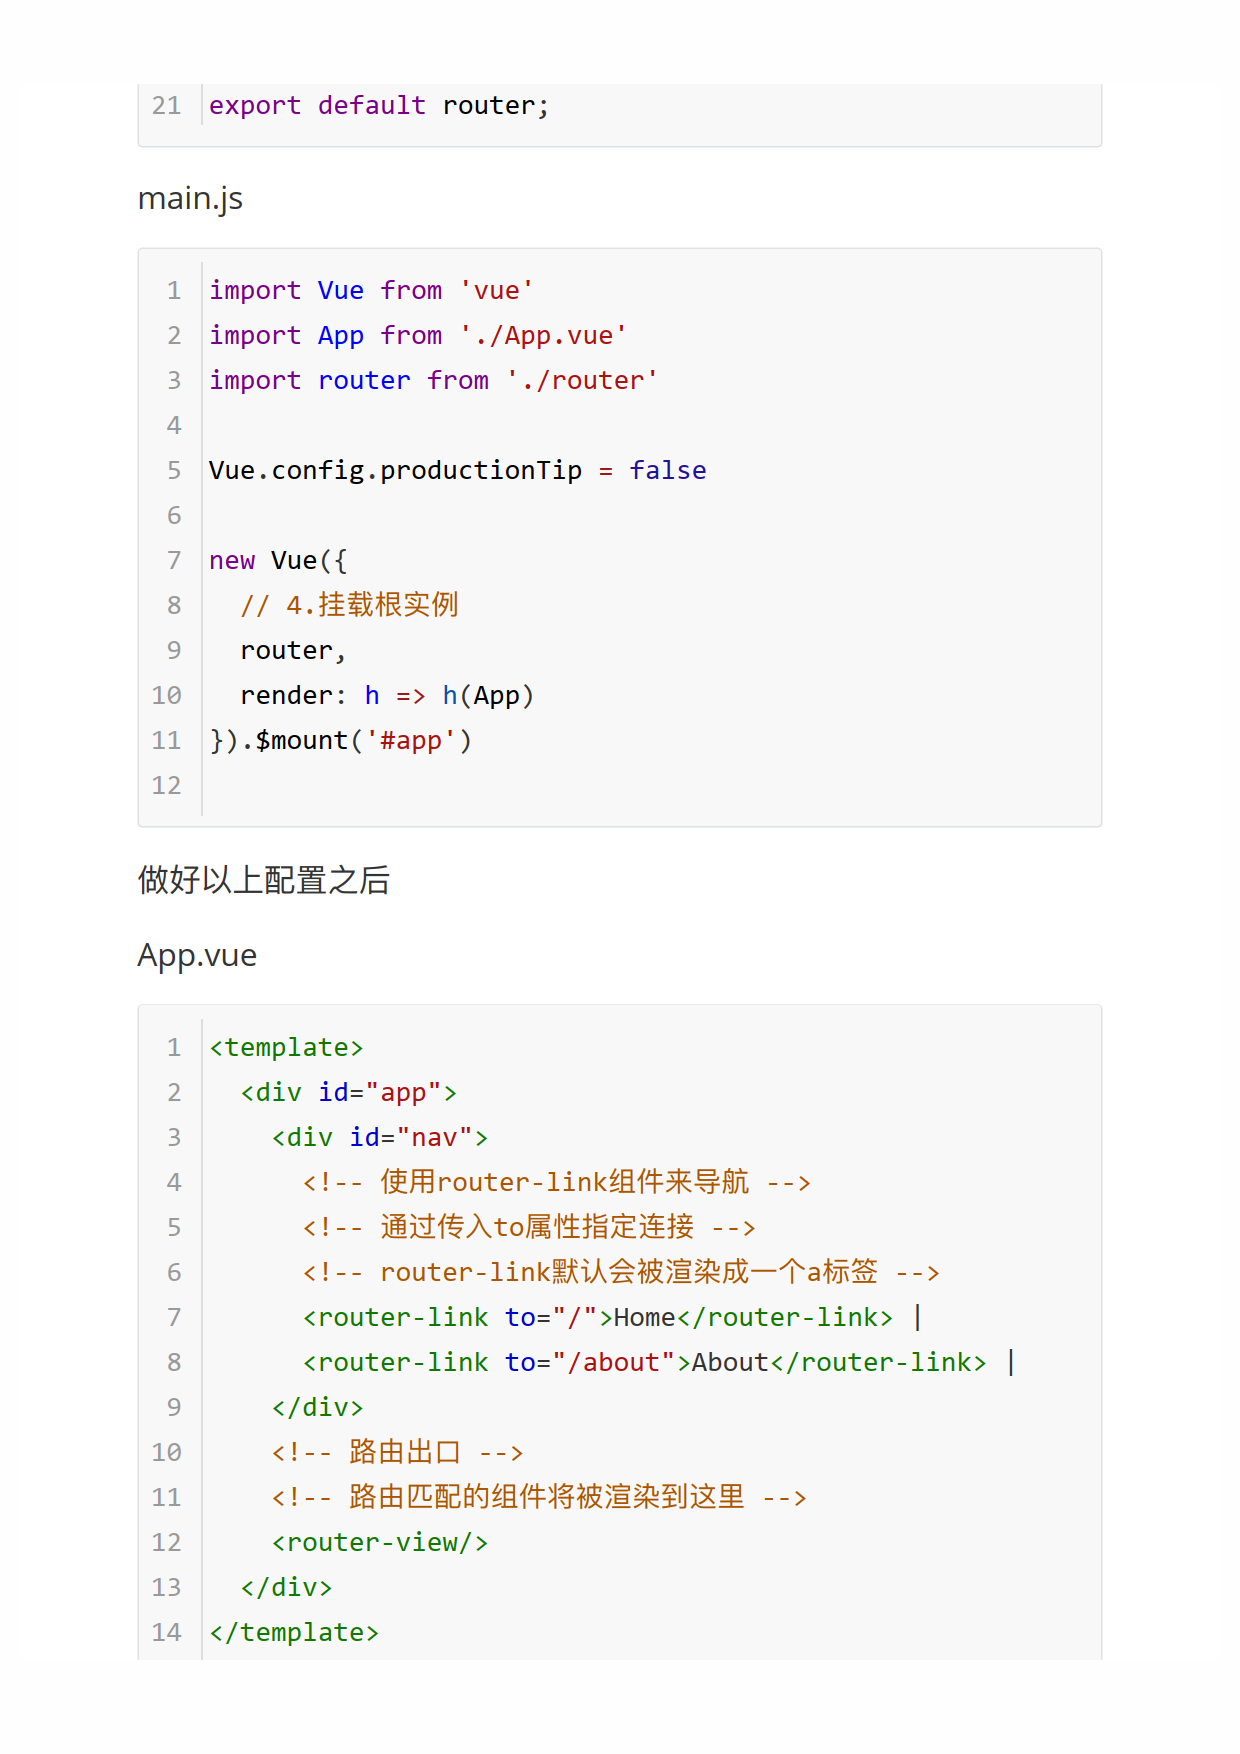 21 export default router;
main.js
1 import Vue from 'vue'
2 import App from './App.vue'
3 import router from './router'
4
5 Vue.config.productionTip = false
6
7 new Vue({
8   // 4.挂载根实例
9   router,
10   render: h => h(App)
11 }).$mount('#app')
12
做好以上配置之后
App.vue
1 <template>
2   <div id="app">
3     <div id="nav">
4       <!-- 使用router-link组件来导航 -->
5       <!-- 通过传入to属性指定连接 -->
6       <!-- router-link默认会被渲染成一个a标签 -->
7       <router-link to="/">Home</router-link> |
8       <router-link to="/about">About</router-link> |
9     </div>
10     <!-- 路由出口 -->
11     <!-- 路由匹配的组件将被渲染到这里 -->
12     <router-view/>
13   </div>
14 </template>